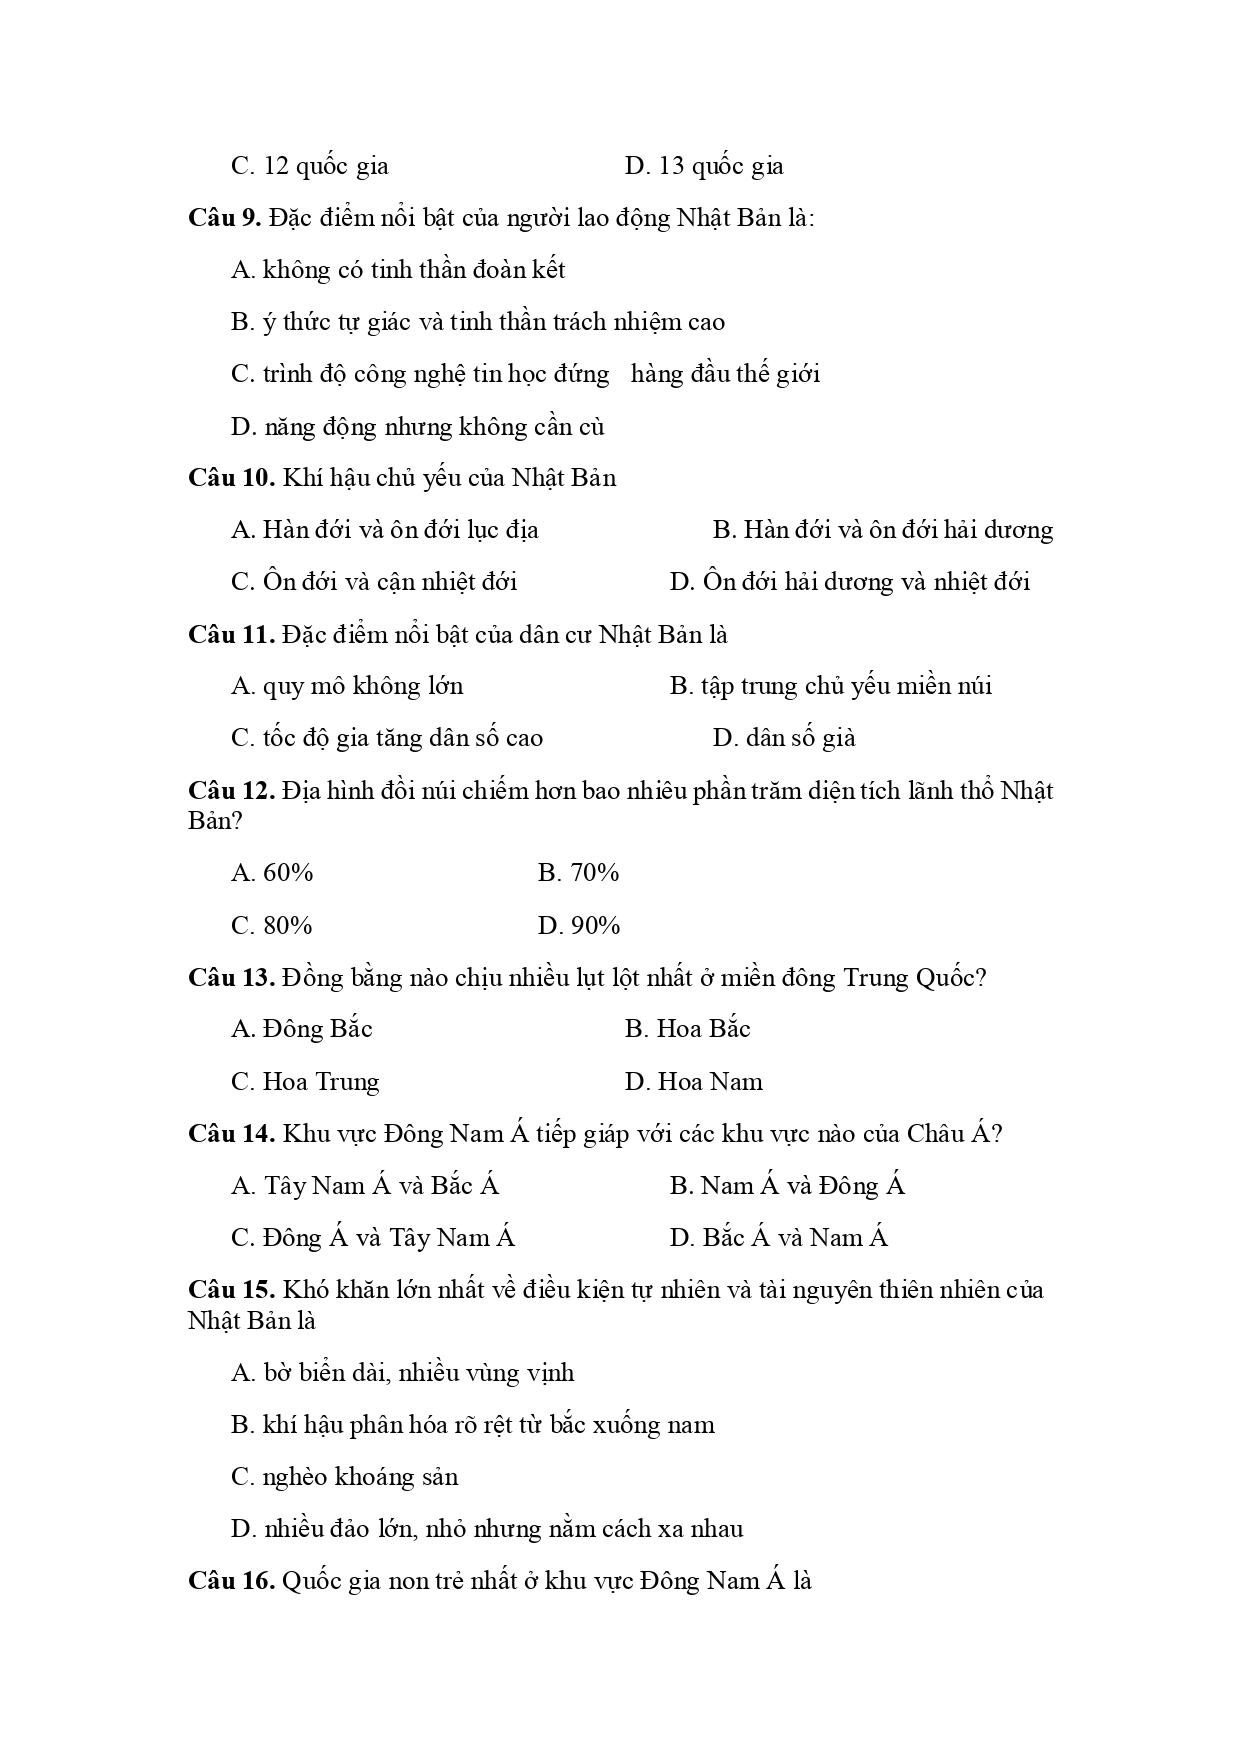 C. 12 quốc gia D. 13 quốc gia
Câu 9. Đặc điểm nổi bật của người lao động Nhật Bản là:
A. không có tinh thần đoàn kết
B. ý thức tự giác và tinh thần trách nhiệm cao
C. trình độ công nghệ tin học đứng hàng đầu thế giới
D. năng động nhưng không cần cù
Câu 10. Khí hậu chủ yếu của Nhật Bản
A. Hàn đới và ôn đới lục địa B. Hàn đới và ôn đới hải dương
C. Ôn đới và cận nhiệt đới D. Ôn đới hải dương và nhiệt đới
Câu 11. Đặc điểm nổi bật của dân cư Nhật Bản là
A. quy mô không lớn B. tập trung chủ yếu miền núi
C. tốc độ gia tăng dân số cao D. dân số già
Câu 12. Địa hình đồi núi chiếm hơn bao nhiêu phần trăm diện tích lãnh thổ Nhật
Bản?
A. 60% B. 70%
C. 80% D. 90%
Câu 13. Đồng bằng nào chịu nhiều lụt lột nhất ở miền đông Trung Quốc?
A. Đông Bắc B. Hoa Bắc
C. Hoa Trung D. Hoa Nam
Câu 14. Khu vực Đông Nam Á tiếp giáp với các khu vực nào của Châu Á?
A. Tây Nam Á và Bắc Á B. Nam Á và Đông Á
C. Đông Á và Tây Nam Á D. Bắc Á và Nam Á
Câu 15. Khó khăn lớn nhất về điều kiện tự nhiên và tài nguyên thiên nhiên của
Nhật Bản là
A. bờ biển dài, nhiều vùng vịnh
B. khí hậu phân hóa rõ rệt từ bắc xuống nam
C. nghèo khoáng sản
D. nhiều đảo lớn, nhỏ nhưng nằm cách xa nhau
Câu 16. Quốc gia non trẻ nhất ở khu vực Đông Nam Á là